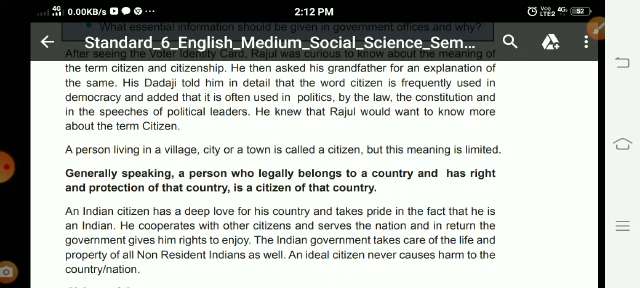 4G 0.00KB/s 2:12 PM Vo LTE2 4G 52
What essential information should be given in government offices and why?
Standard_6_English_Medium_Social_Science_Sem...
After seeing the Voter Identity Card, Rajul was curious to know about the meaning of
the term citizen and citizenship. He then asked his grandfather for an explanation of
the same. His Dadaji told him in detail that the word citizen is frequently used in
democracy and added that it is often used in politics, by the law, the constitution and
in the speeches of political leaders. He knew that Rajul would want to know more
about the term Citizen.
A person living in a village, city or a town is called a citizen, but this meaning is limited.
Generally speaking, a person who legally belongs to a country and has right
and protection of that country, is a citizen of that country.
An Indian citizen has a deep love for his country and takes pride in the fact that he is
an Indian. He cooperates with other citizens and serves the nation and in return the
government gives him rights to enjoy. The Indian government takes care of the life and
property of all Non Resident Indians as well. An ideal citizen never causes harm to the
country/nation.